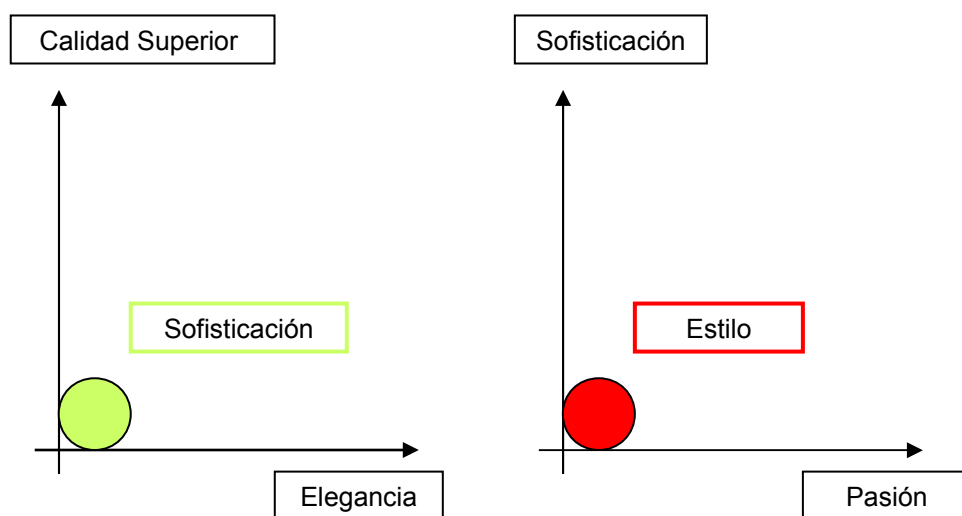 Calidad Superior
Sofisticación
Sofisticación
Estilo
Elegancia
Pasión